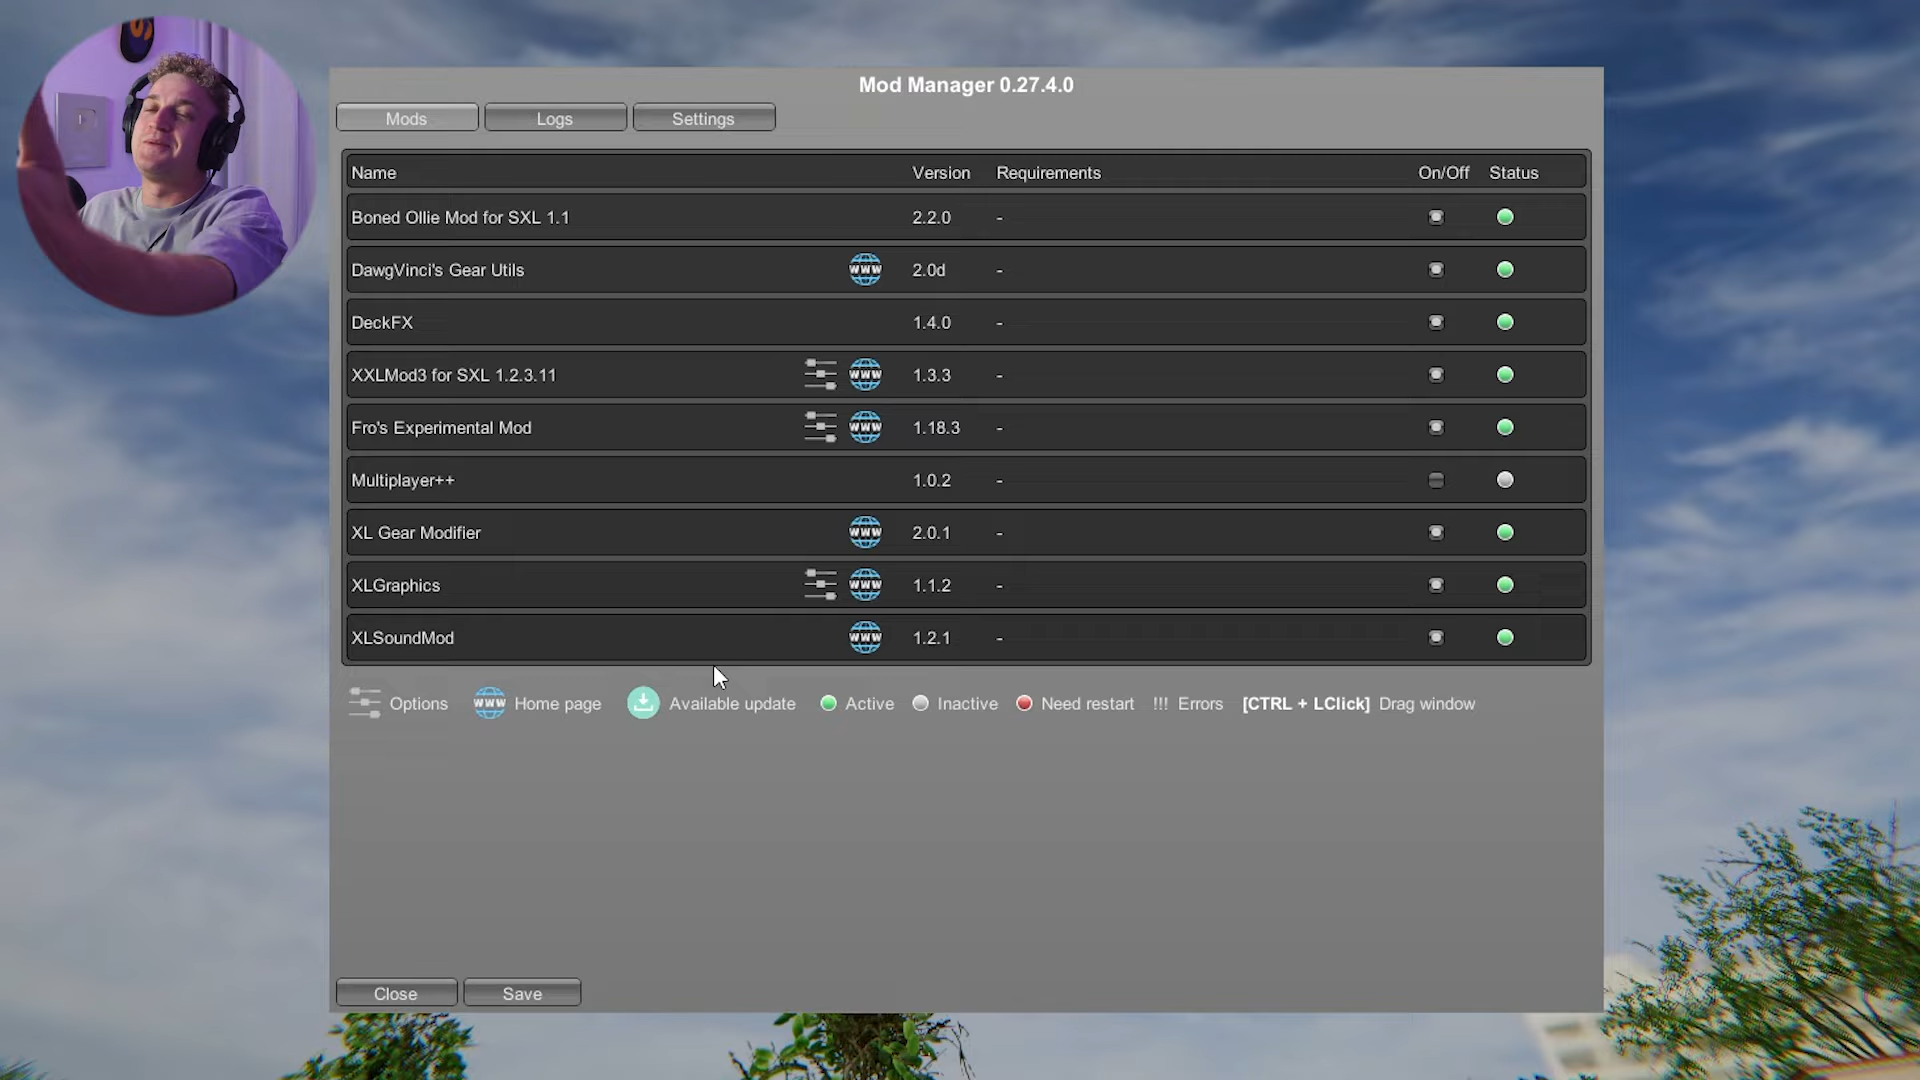 Mod Manager 0.27.4.0
Mods Logs Settings
Name Version Requirements On/Off Status
Boned Ollie Mod for SXL 1.1 2.2.0 -
DawgVinci's Gear Utils WWW 2.0d -
DeckFX 1.4.0 -
XXLMod3 for SXL 1.2.3.11 WWW 1.3.3 -
Fro's Experimental Mod WWW 1.18.3 -
Multiplayer++ 1.0.2 -
XL Gear Modifier WWW 2.0.1 -
XLGraphics WWW 1.1.2 -
XLSoundMod WWW 1.2.1 -
Options WWW Home page Available update Active Inactive Need restart !!! Errors [CTRL + LClick] Drag window
Close Save